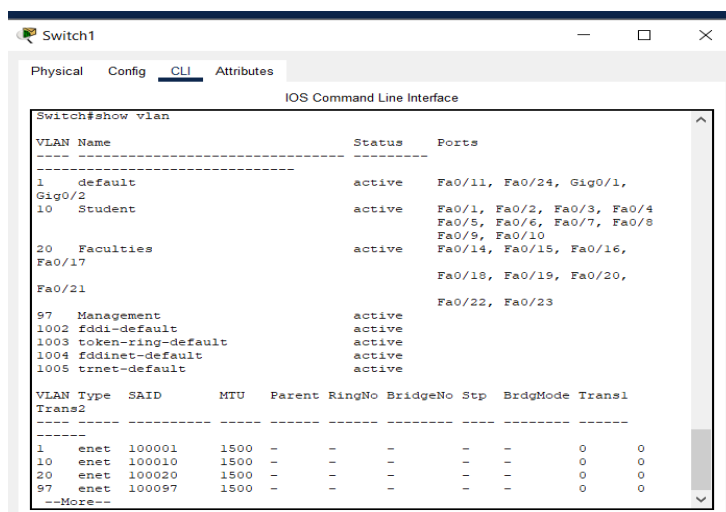 Switch1
Physical Config CLI Attributes
IOS Command Line Interface
Switch#show vlan
VLAN Name Status Ports
---- -------------------------------- ---------
-------------------------------
1 default active Fa0/11, Fa0/24, Gig0/1,
Gig0/2
10 Student active Fa0/1, Fa0/2, Fa0/3, Fa0/4
Fa0/5, Fa0/6, Fa0/7, Fa0/8
Fa0/9, Fa0/10
20 Faculties active Fa0/14, Fa0/15, Fa0/16,
Fa0/17
Fa0/18, Fa0/19, Fa0/20,
Fa0/21
Fa0/22, Fa0/23
97 Management active
1002 fddi-default active
1003 token-ring-default active
1004 fddinet-default active
1005 trnet-default active
VLAN Type SAID MTU Parent RingNo BridgeNo Stp BrdgMode Trans1
Trans2
---- ----- ---------- ----- ------ ------ -------- ---- -------- ------
------
1 enet 100001 1500 - - - - - 0 0
10 enet 100010 1500 - - - - - 0 0
20 enet 100020 1500 - - - - - 0 0
97 enet 100097 1500 - - - - - 0 0
--More--